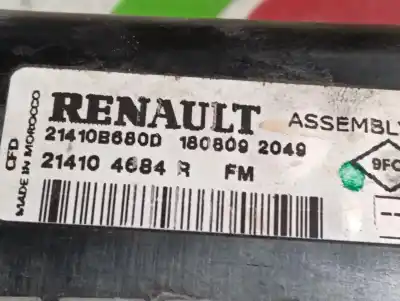 CFD
MADE IN MOROCCO
RENAULT
ASSEMBLY
21410B680D 180809 2049
21410 4684 R FM
9FC